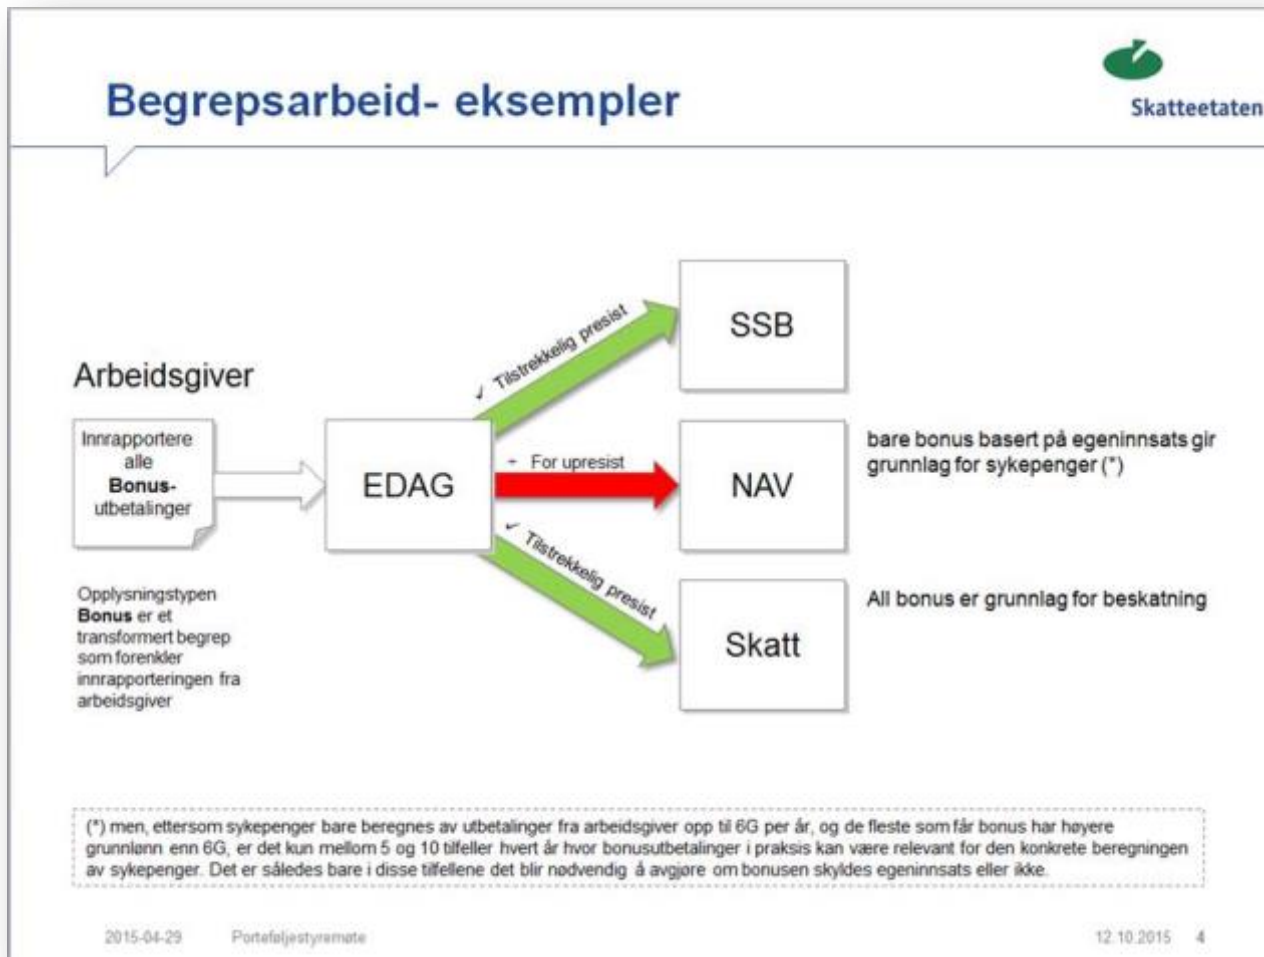 Begrepsarbeid- eksempler
Skatteetaten
Arbeidsgiver
Innrapportere
alle
Bonus-
utbetalinger
Opplysningstypen
Bonus er et
transformert begrep
som forenkler
innrapporteringen fra
arbeidsgiver
EDAG
✓ Tilstrekkelig presist
÷ For upresist
✓ Tilstrekkelig presist
SSB
NAV
bare bonus basert på egeninnsats gir
grunnlag for sykepenger (*)
Skatt
All bonus er grunnlag for beskatning
(*) men, ettersom sykepenger bare beregnes av utbetalinger fra arbeidsgiver opp til 6G per år, og de fleste som får bonus har høyere
grunnlønn enn 6G, er det kun mellom 5 og 10 tilfeller hvert år hvor bonusutbetalinger i praksis kan være relevant for den konkrete beregningen
av sykepenger. Det er således bare i disse tilfellene det blir nødvendig å avgjøre om bonusen skyldes egeninnsats eller ikke.
2015-04-29 Porteføljestyremøte 12.10.2015 4